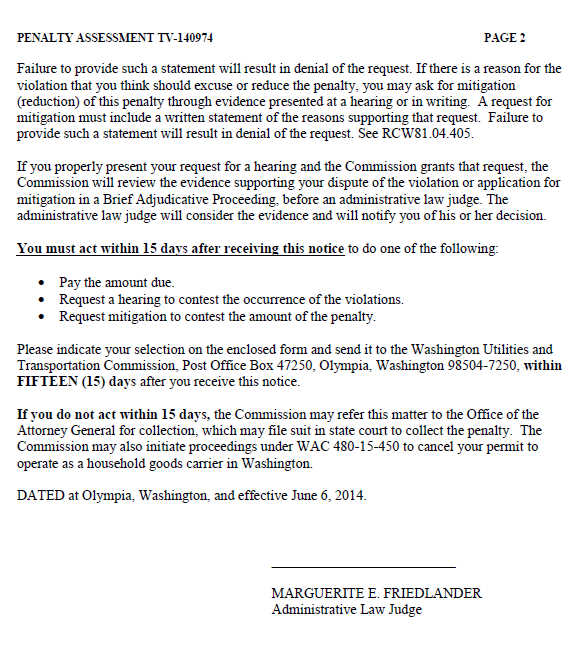 PENALTY ASSESSMENT TV-140974 PAGE 2
Failure to provide such a statement will result in denial of the request. If there is a reason for the
violation that you think should excuse or reduce the penalty, you may ask for mitigation
(reduction) of this penalty through evidence presented at a hearing or in writing.  A request for
mitigation must include a written statement of the reasons supporting that request.  Failure to
provide such a statement will result in denial of the request. See RCW81.04.405.
If you properly present your request for a hearing and the Commission grants that request, the
Commission will review the evidence supporting your dispute of the violation or application for
mitigation in a Brief Adjudicative Proceeding, before an administrative law judge. The
administrative law judge will consider the evidence and will notify you of his or her decision.
You must act within 15 days after receiving this notice to do one of the following:
• Pay the amount due.
• Request a hearing to contest the occurrence of the violations.
• Request mitigation to contest the amount of the penalty.
Please indicate your selection on the enclosed form and send it to the Washington Utilities and
Transportation Commission, Post Office Box 47250, Olympia, Washington 98504-7250, within
FIFTEEN (15) days after you receive this notice.
If you do not act within 15 days, the Commission may refer this matter to the Office of the
Attorney General for collection, which may file suit in state court to collect the penalty.  The
Commission may also initiate proceedings under WAC 480-15-450 to cancel your permit to
operate as a household goods carrier in Washington.
DATED at Olympia, Washington, and effective June 6, 2014.
MARGUERITE E. FRIEDLANDER
Administrative Law Judge